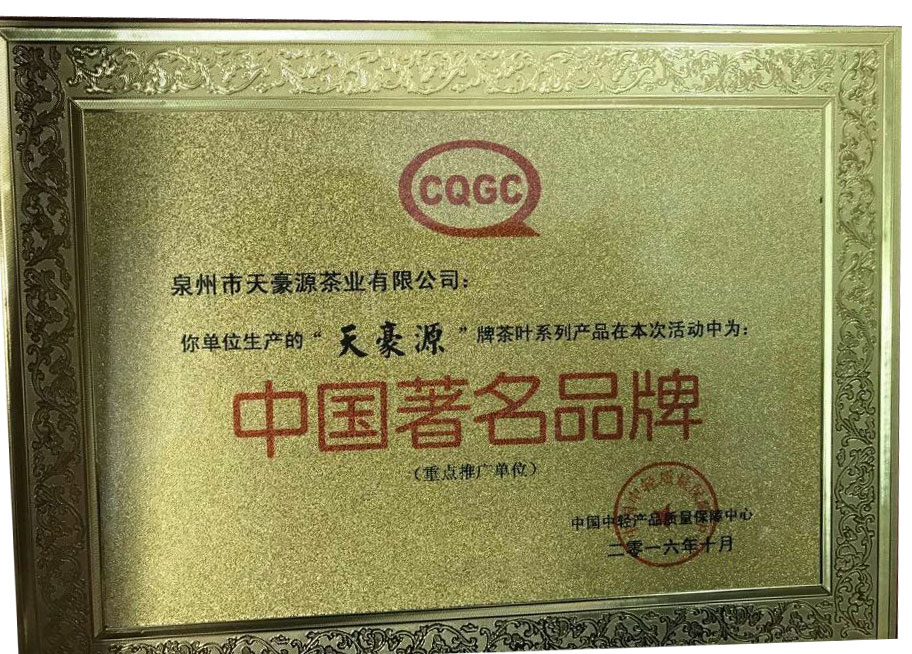 CQGC
泉州市天豪源茶业有限公司：
你单位生产的“天豪源”牌茶叶系列产品在本次活动中为：
中国著名品牌
（重点推广单位）
中国中轻产品质量保障中心
二零一六年十月